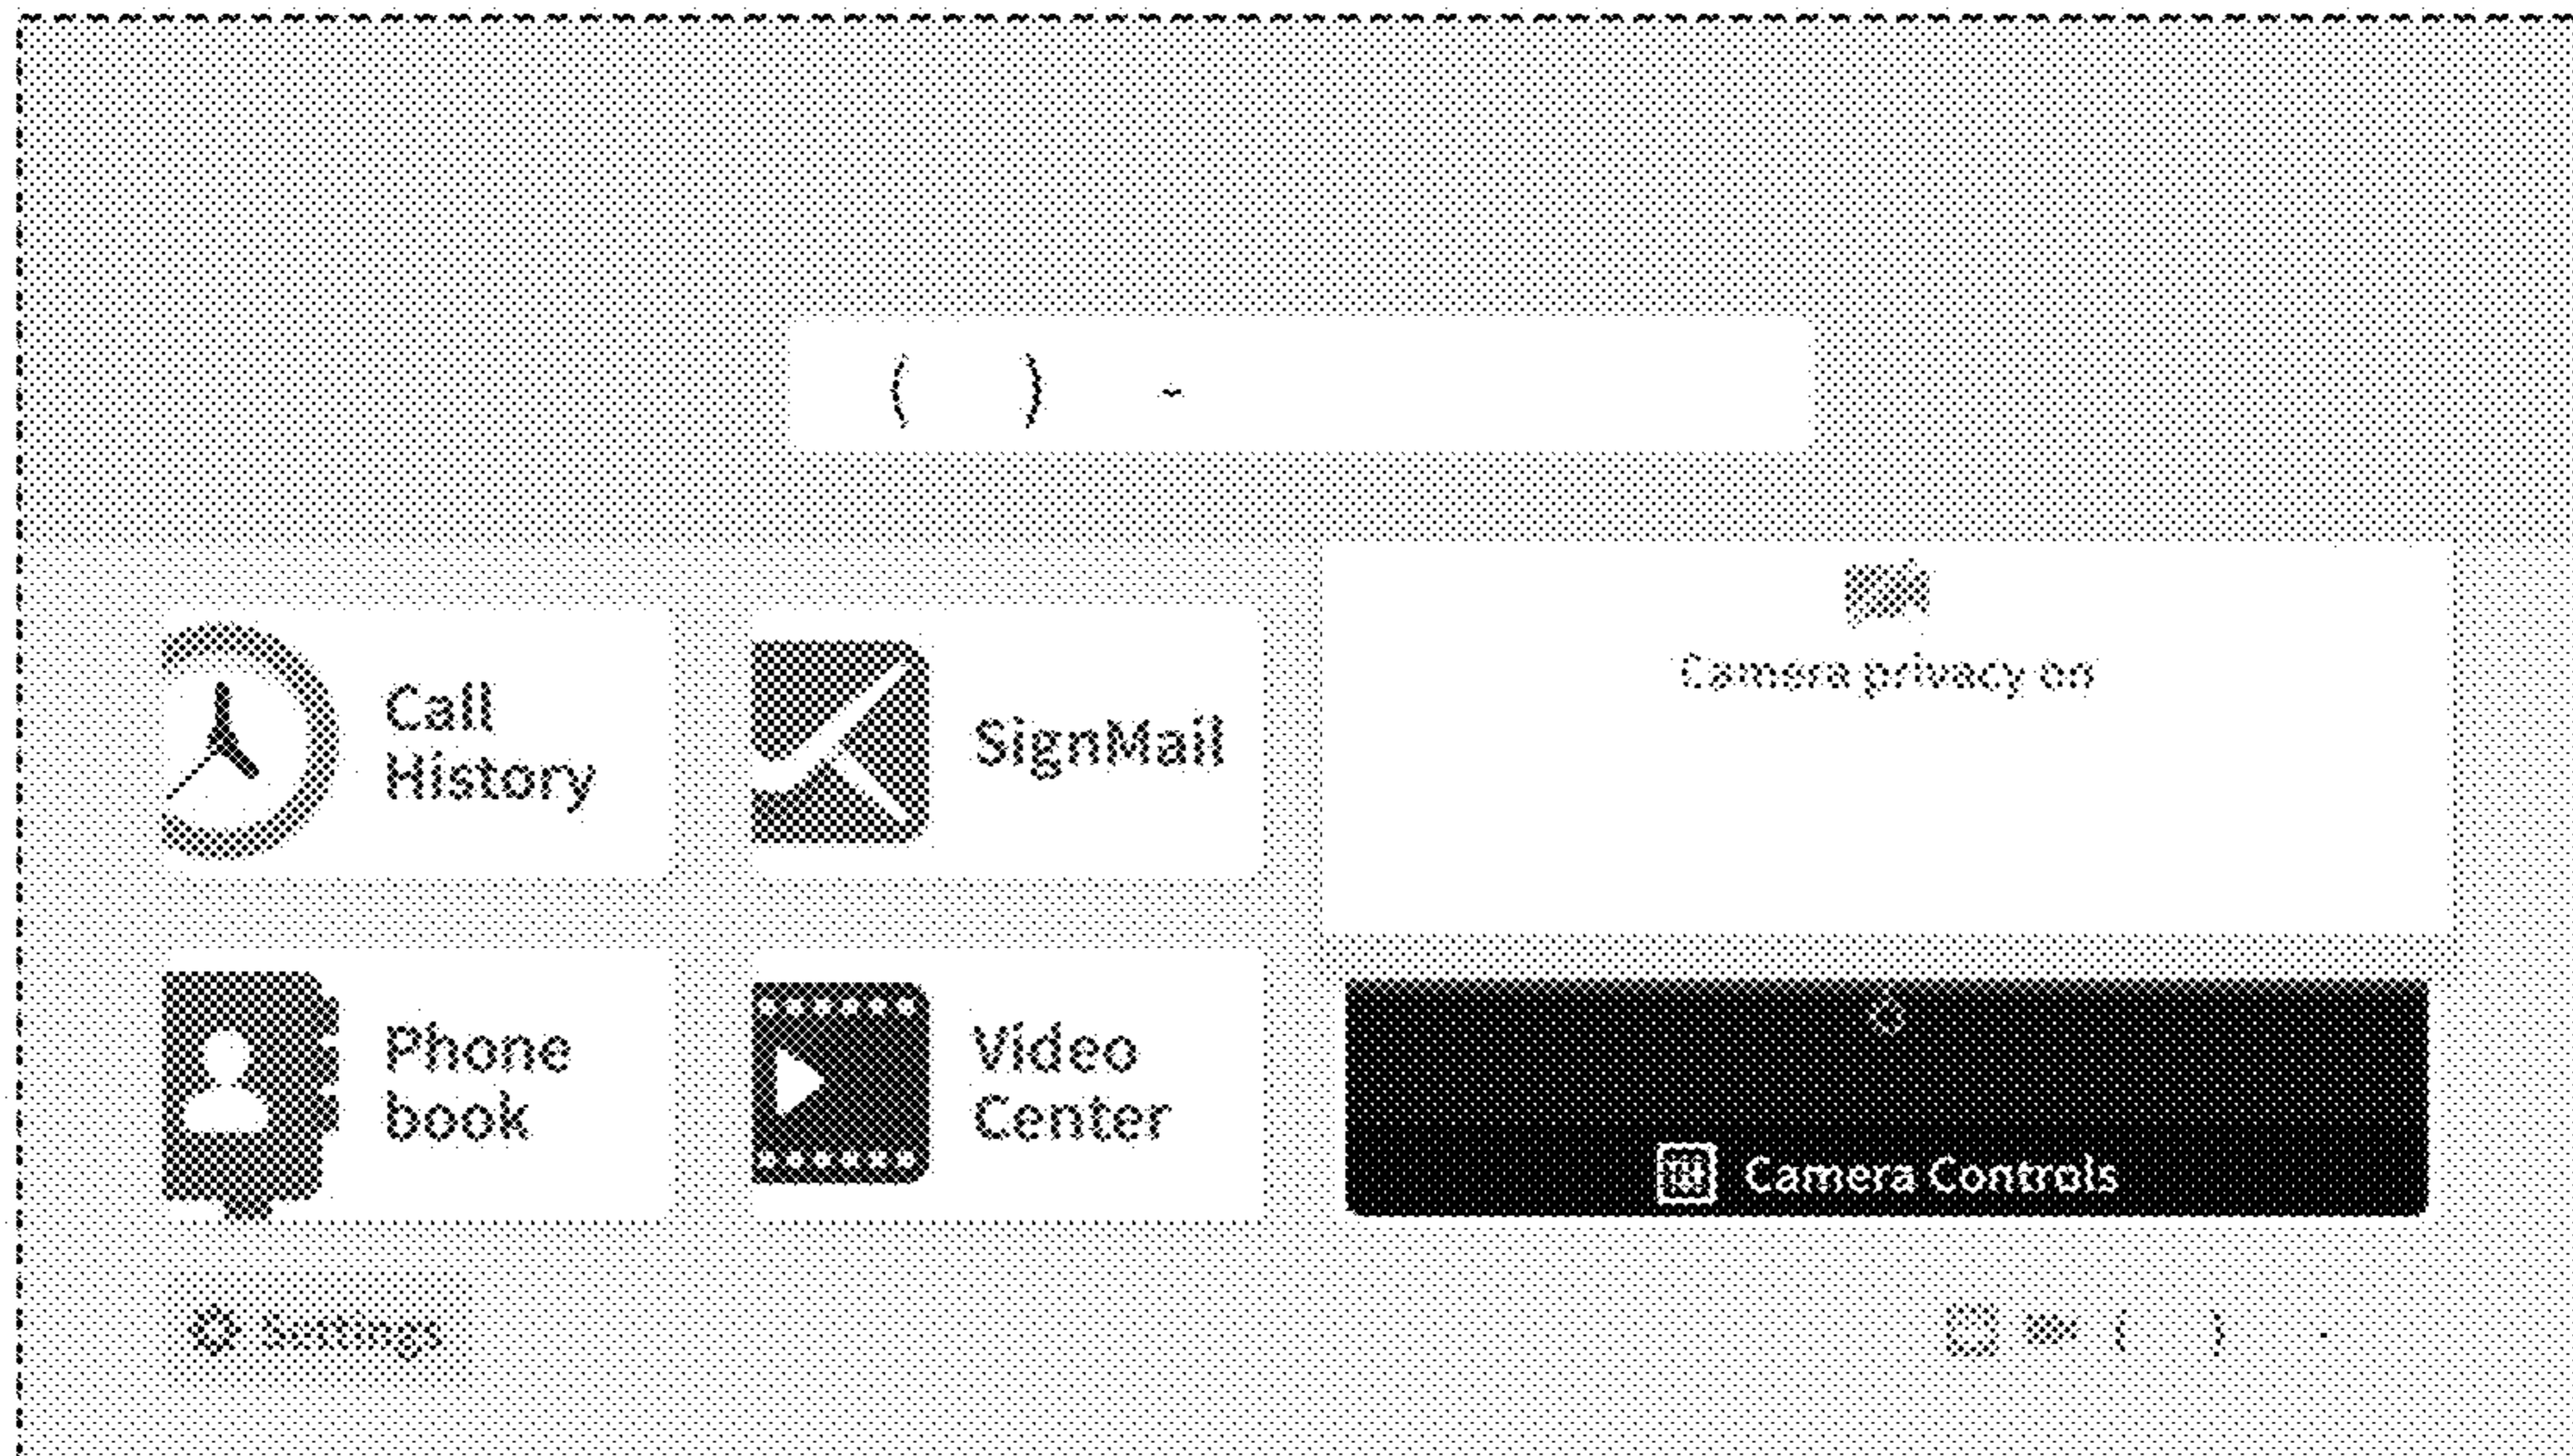 ( ) -
Camera privacy on
Call
History
SignMail
Phone
book
Video
Center
Camera Controls
Settings
( ) -